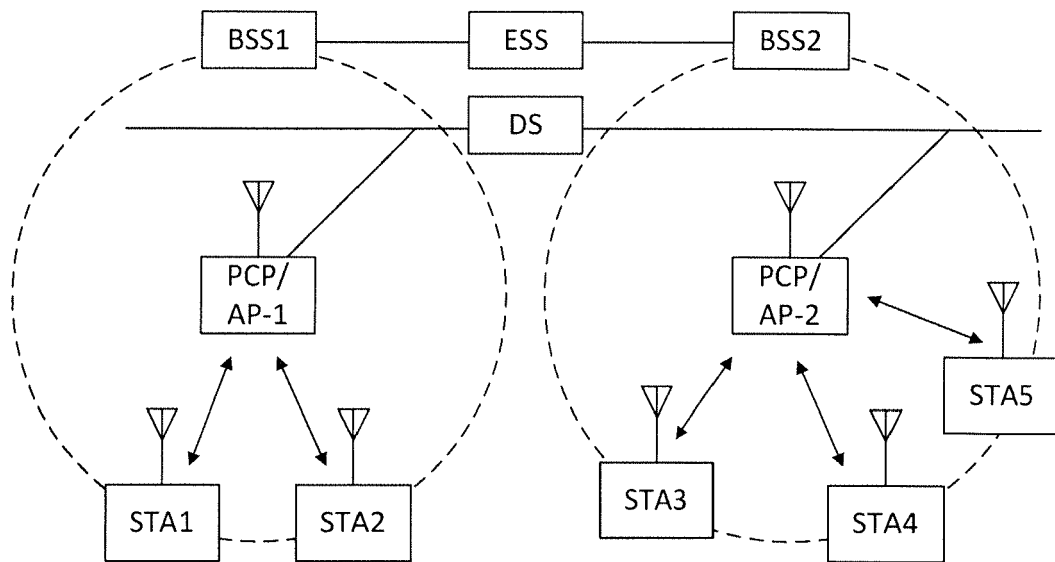 BSS1
ESS
BSS2
DS
PCP/
AP-1
PCP/
AP-2
STA5
STA3
STA1
STA2
STA4